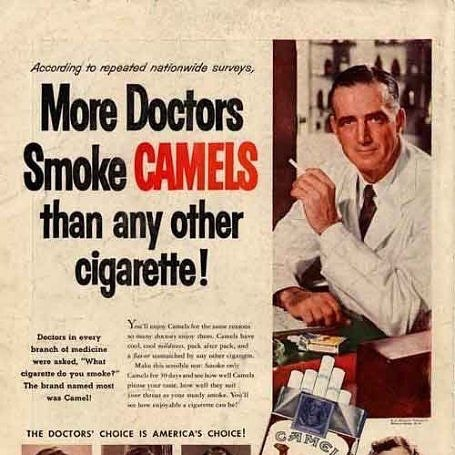 According to repeated nationwide surveys,
More Doctors
Smoke CAMELS
than any other
cigarette!
Doctors in every
branch of medicine
were asked, "What
cigarette do you smoke?"
The brand named most
was Camel!
You'll enjoy Camels for the same reasons
so many doctors enjoy them. Camels have
cool, cool mildness, pack after pack, and
a flavor unmatched by any other cigarette.
Make this sensible test: Smoke only
Camels for 30 days and see how well Camels
please your taste, how well they suit
your throat as your steady smoke. You'll
see how enjoyable a cigarette can be!
THE DOCTORS' CHOICE IS AMERICA'S CHOICE!
CAMEL